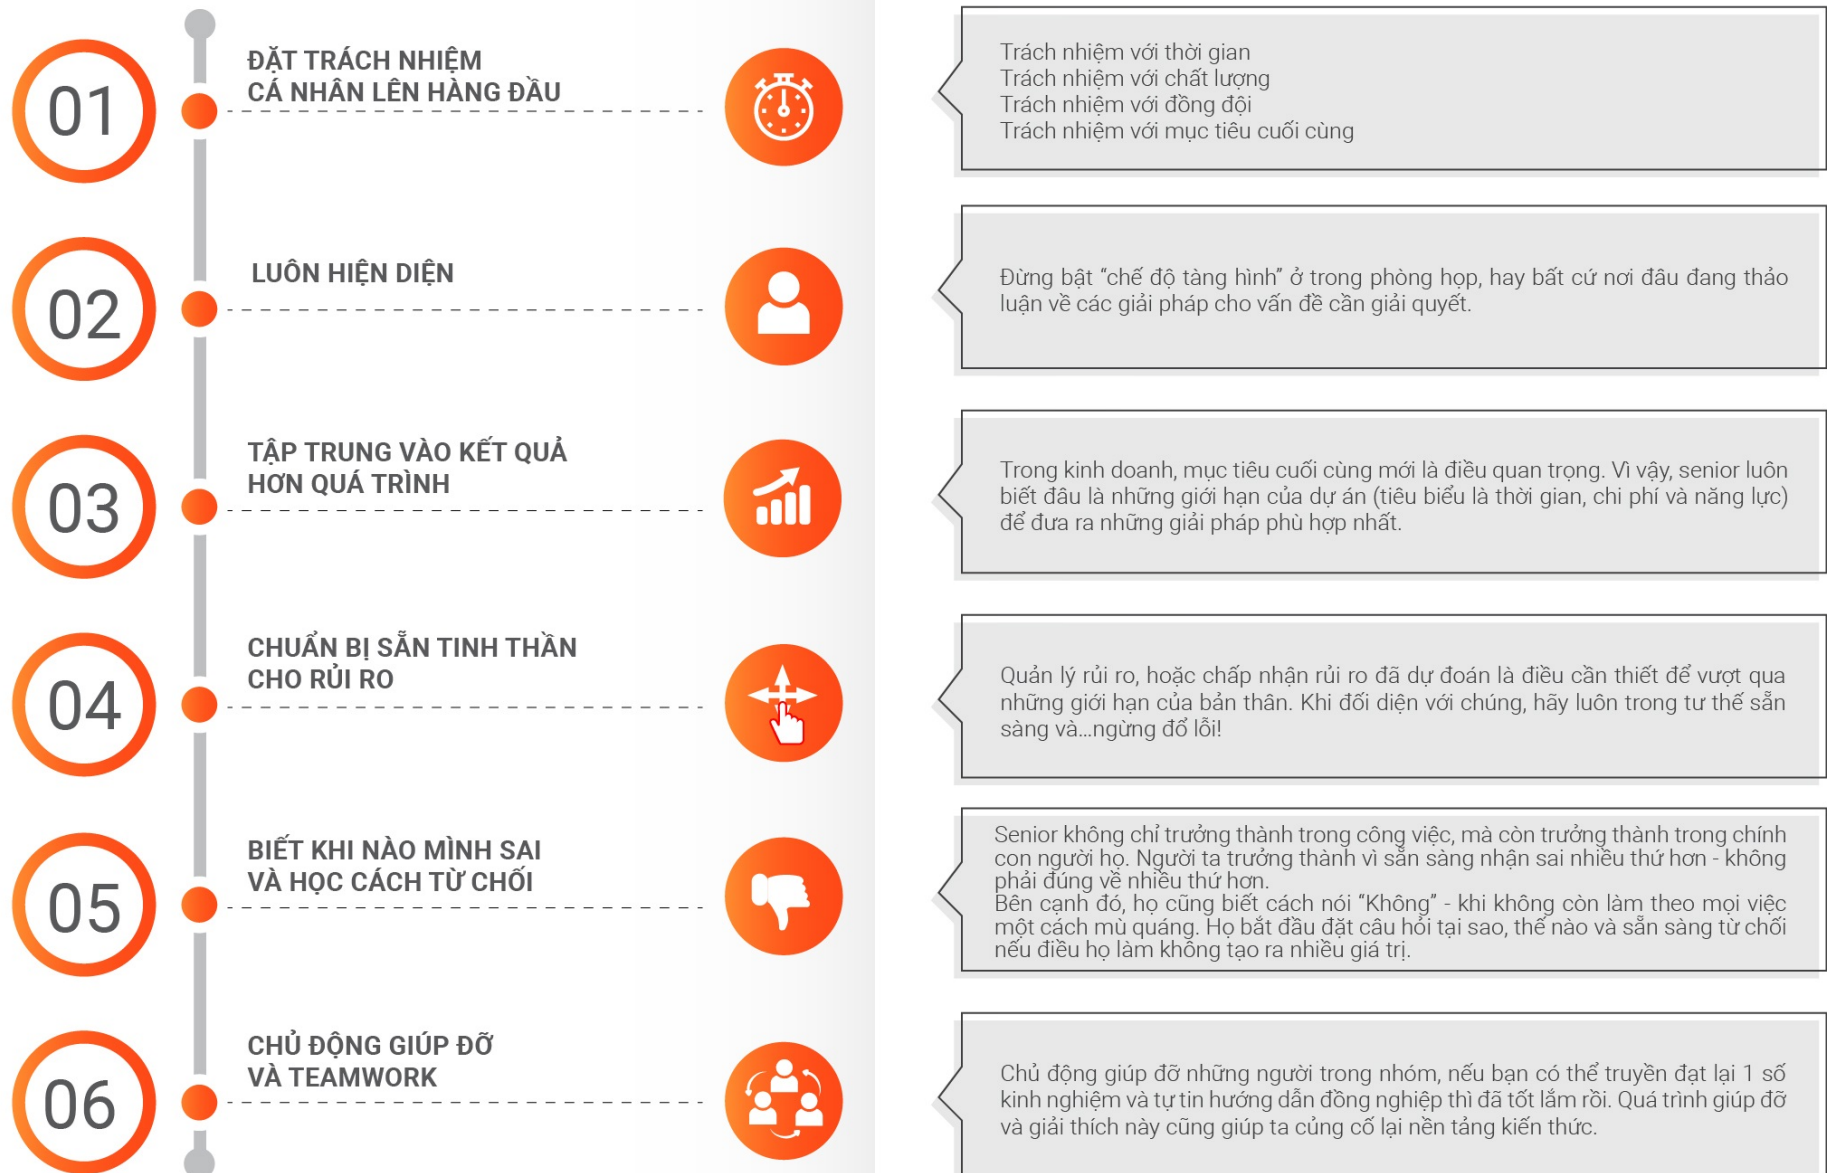 01
ĐẶT TRÁCH NHIỆM
CÁ NHÂN LÊN HÀNG ĐẦU
Trách nhiệm với thời gian
Trách nhiệm với chất lượng
Trách nhiệm với đồng đội
Trách nhiệm với mục tiêu cuối cùng
02
LUÔN HIỆN DIỆN
Đừng bật “chế độ tàng hình” ở trong phòng họp, hay bất cứ nơi đâu đang thảo
luận về các giải pháp cho vấn đề cần giải quyết.
03
TẬP TRUNG VÀO KẾT QUẢ
HƠN QUÁ TRÌNH
Trong kinh doanh, mục tiêu cuối cùng mới là điều quan trọng. Vì vậy, senior luôn
biết đâu là những giới hạn của dự án (tiêu biểu là thời gian, chi phí và năng lực)
để đưa ra những giải pháp phù hợp nhất.
04
CHUẨN BỊ SẴN TINH THẦN
CHO RỦI RO
Quản lý rủi ro, hoặc chấp nhận rủi ro đã dự đoán là điều cần thiết để vượt qua
những giới hạn của bản thân. Khi đối diện với chúng, hãy luôn trong tư thế sẵn
sàng và...ngừng đổ lỗi!
05
BIẾT KHI NÀO MÌNH SAI
VÀ HỌC CÁCH TỪ CHỐI
Senior không chỉ trưởng thành trong công việc, mà còn trưởng thành trong chính
con người họ. Người ta trưởng thành vì sẵn sàng nhận sai nhiều thứ hơn - không
phải đúng về nhiều thứ hơn.
Bên cạnh đó, họ cũng biết cách nói “Không” - khi không còn làm theo mọi việc
một cách mù quáng. Họ bắt đầu đặt câu hỏi tại sao, thế nào và sẵn sàng từ chối
nếu điều họ làm không tạo ra nhiều giá trị.
06
CHỦ ĐỘNG GIÚP ĐỠ
VÀ TEAMWORK
Chủ động giúp đỡ những người trong nhóm, nếu bạn có thể truyền đạt lại 1 số
kinh nghiệm và tự tin hướng dẫn đồng nghiệp thì đã tốt lắm rồi. Quá trình giúp đỡ
và giải thích này cũng giúp ta củng cố lại nền tảng kiến thức.